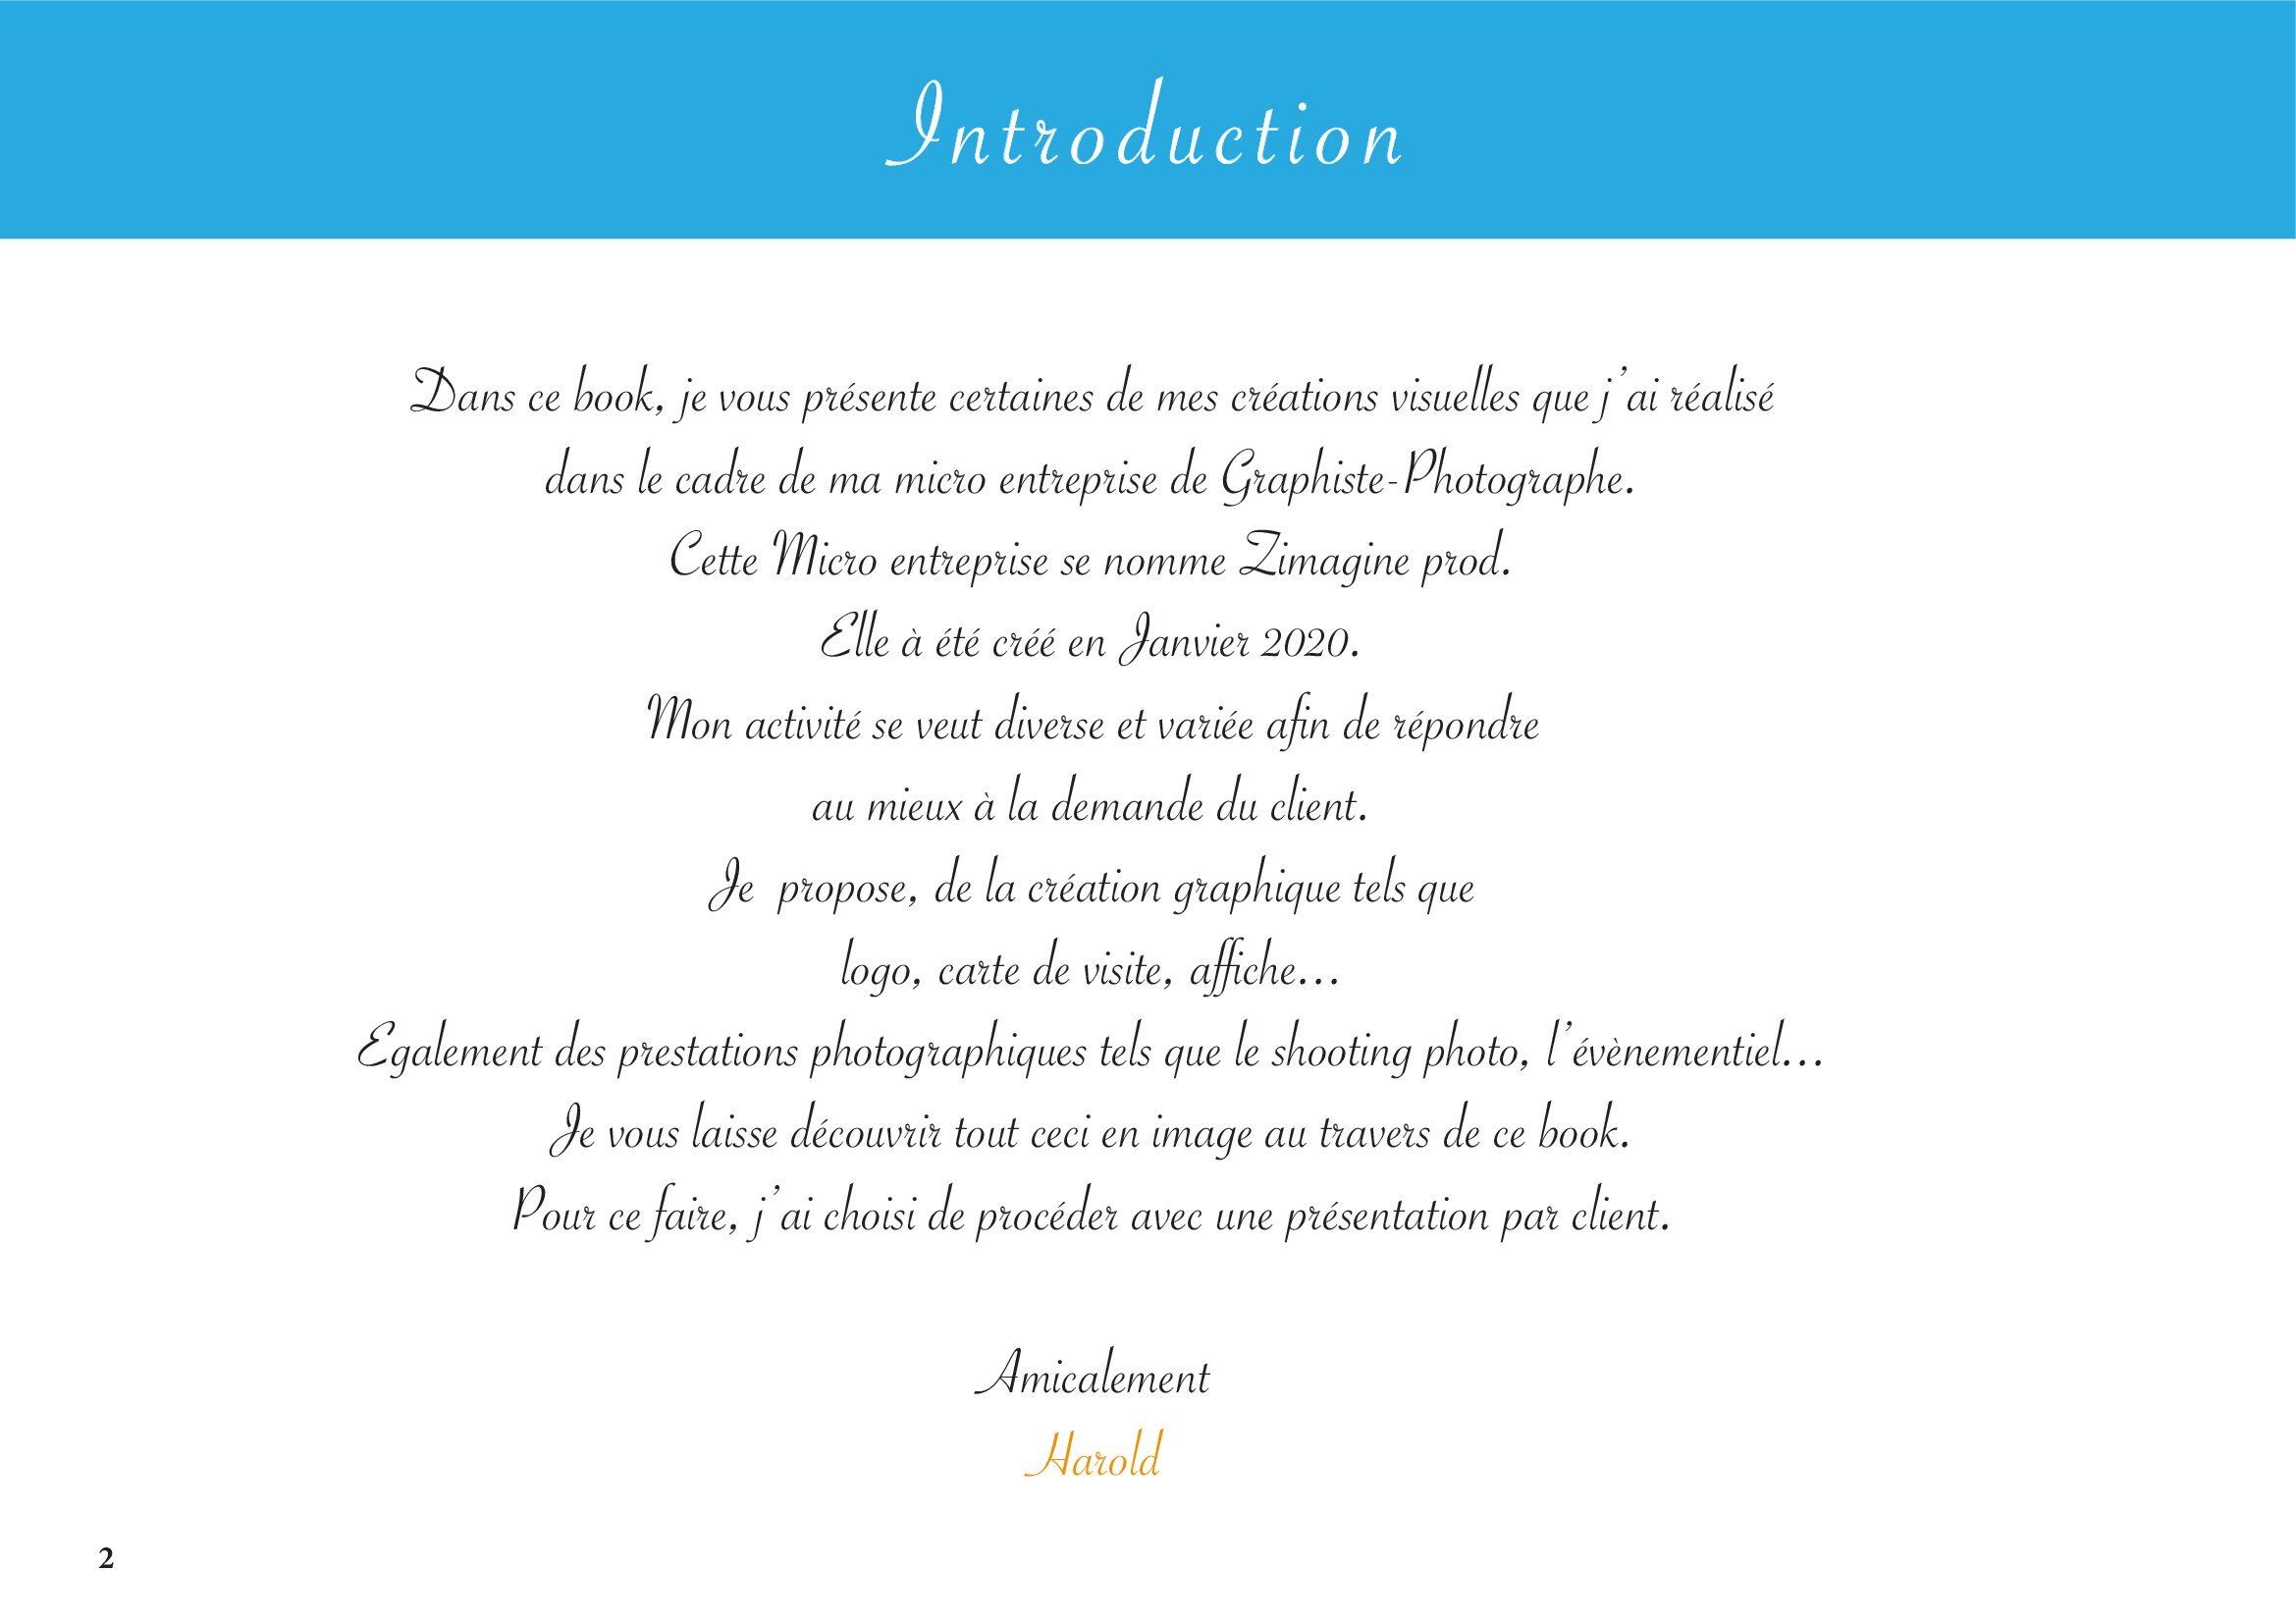 Introduction
Dans ce book, je vous présente certaines de mes créations visuelles que j’ai réalisé
dans le cadre de ma micro entreprise de Graphiste-Photographe.
Cette Micro entreprise se nomme Zimagine prod.
Elle à été créé en Janvier 2020.
Mon activité se veut diverse et variée afin de répondre
au mieux à la demande du client.
Je  propose, de la création graphique tels que
logo, carte de visite, affiche...
Egalement des prestations photographiques tels que le shooting photo, l’évènementiel...
Je vous laisse découvrir tout ceci en image au travers de ce book.
Pour ce faire, j’ai choisi de procéder avec une présentation par client.
Amicalement
Harold
2